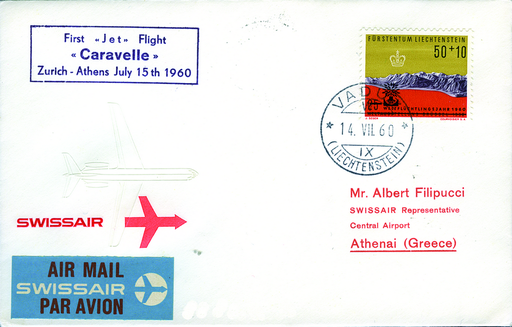 First «Jet» Flight
« Caravelle »
Zurich - Athens July 15th 1960
FÜRSTENTUM LIECHTENSTEIN
50+10
VADUZ
14. VII. 60
IX
(LIECHTENSTEIN)
Mr. Albert Filipucci
SWISSAIR Representative
Central Airport
Athenai (Greece)
SWISSAIR
AIR MAIL
SWISSAIR
PAR AVION